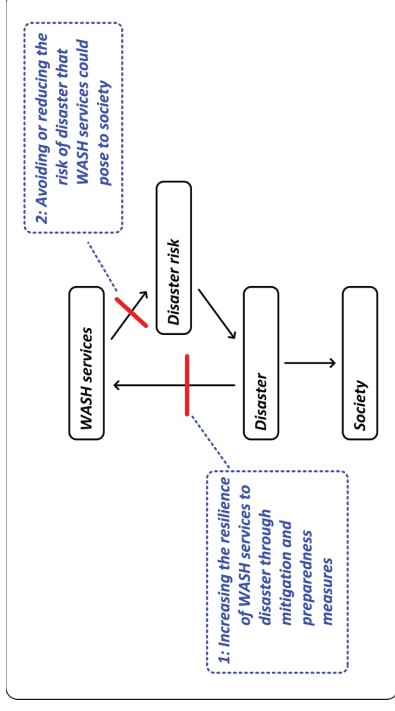 2: Avoiding or reducing the
risk of disaster that
WASH services could
pose to society
WASH services
Disaster risk
Disaster
Society
1: Increasing the resilience
of WASH services to
disaster through
mitigation and
preparedness
measures